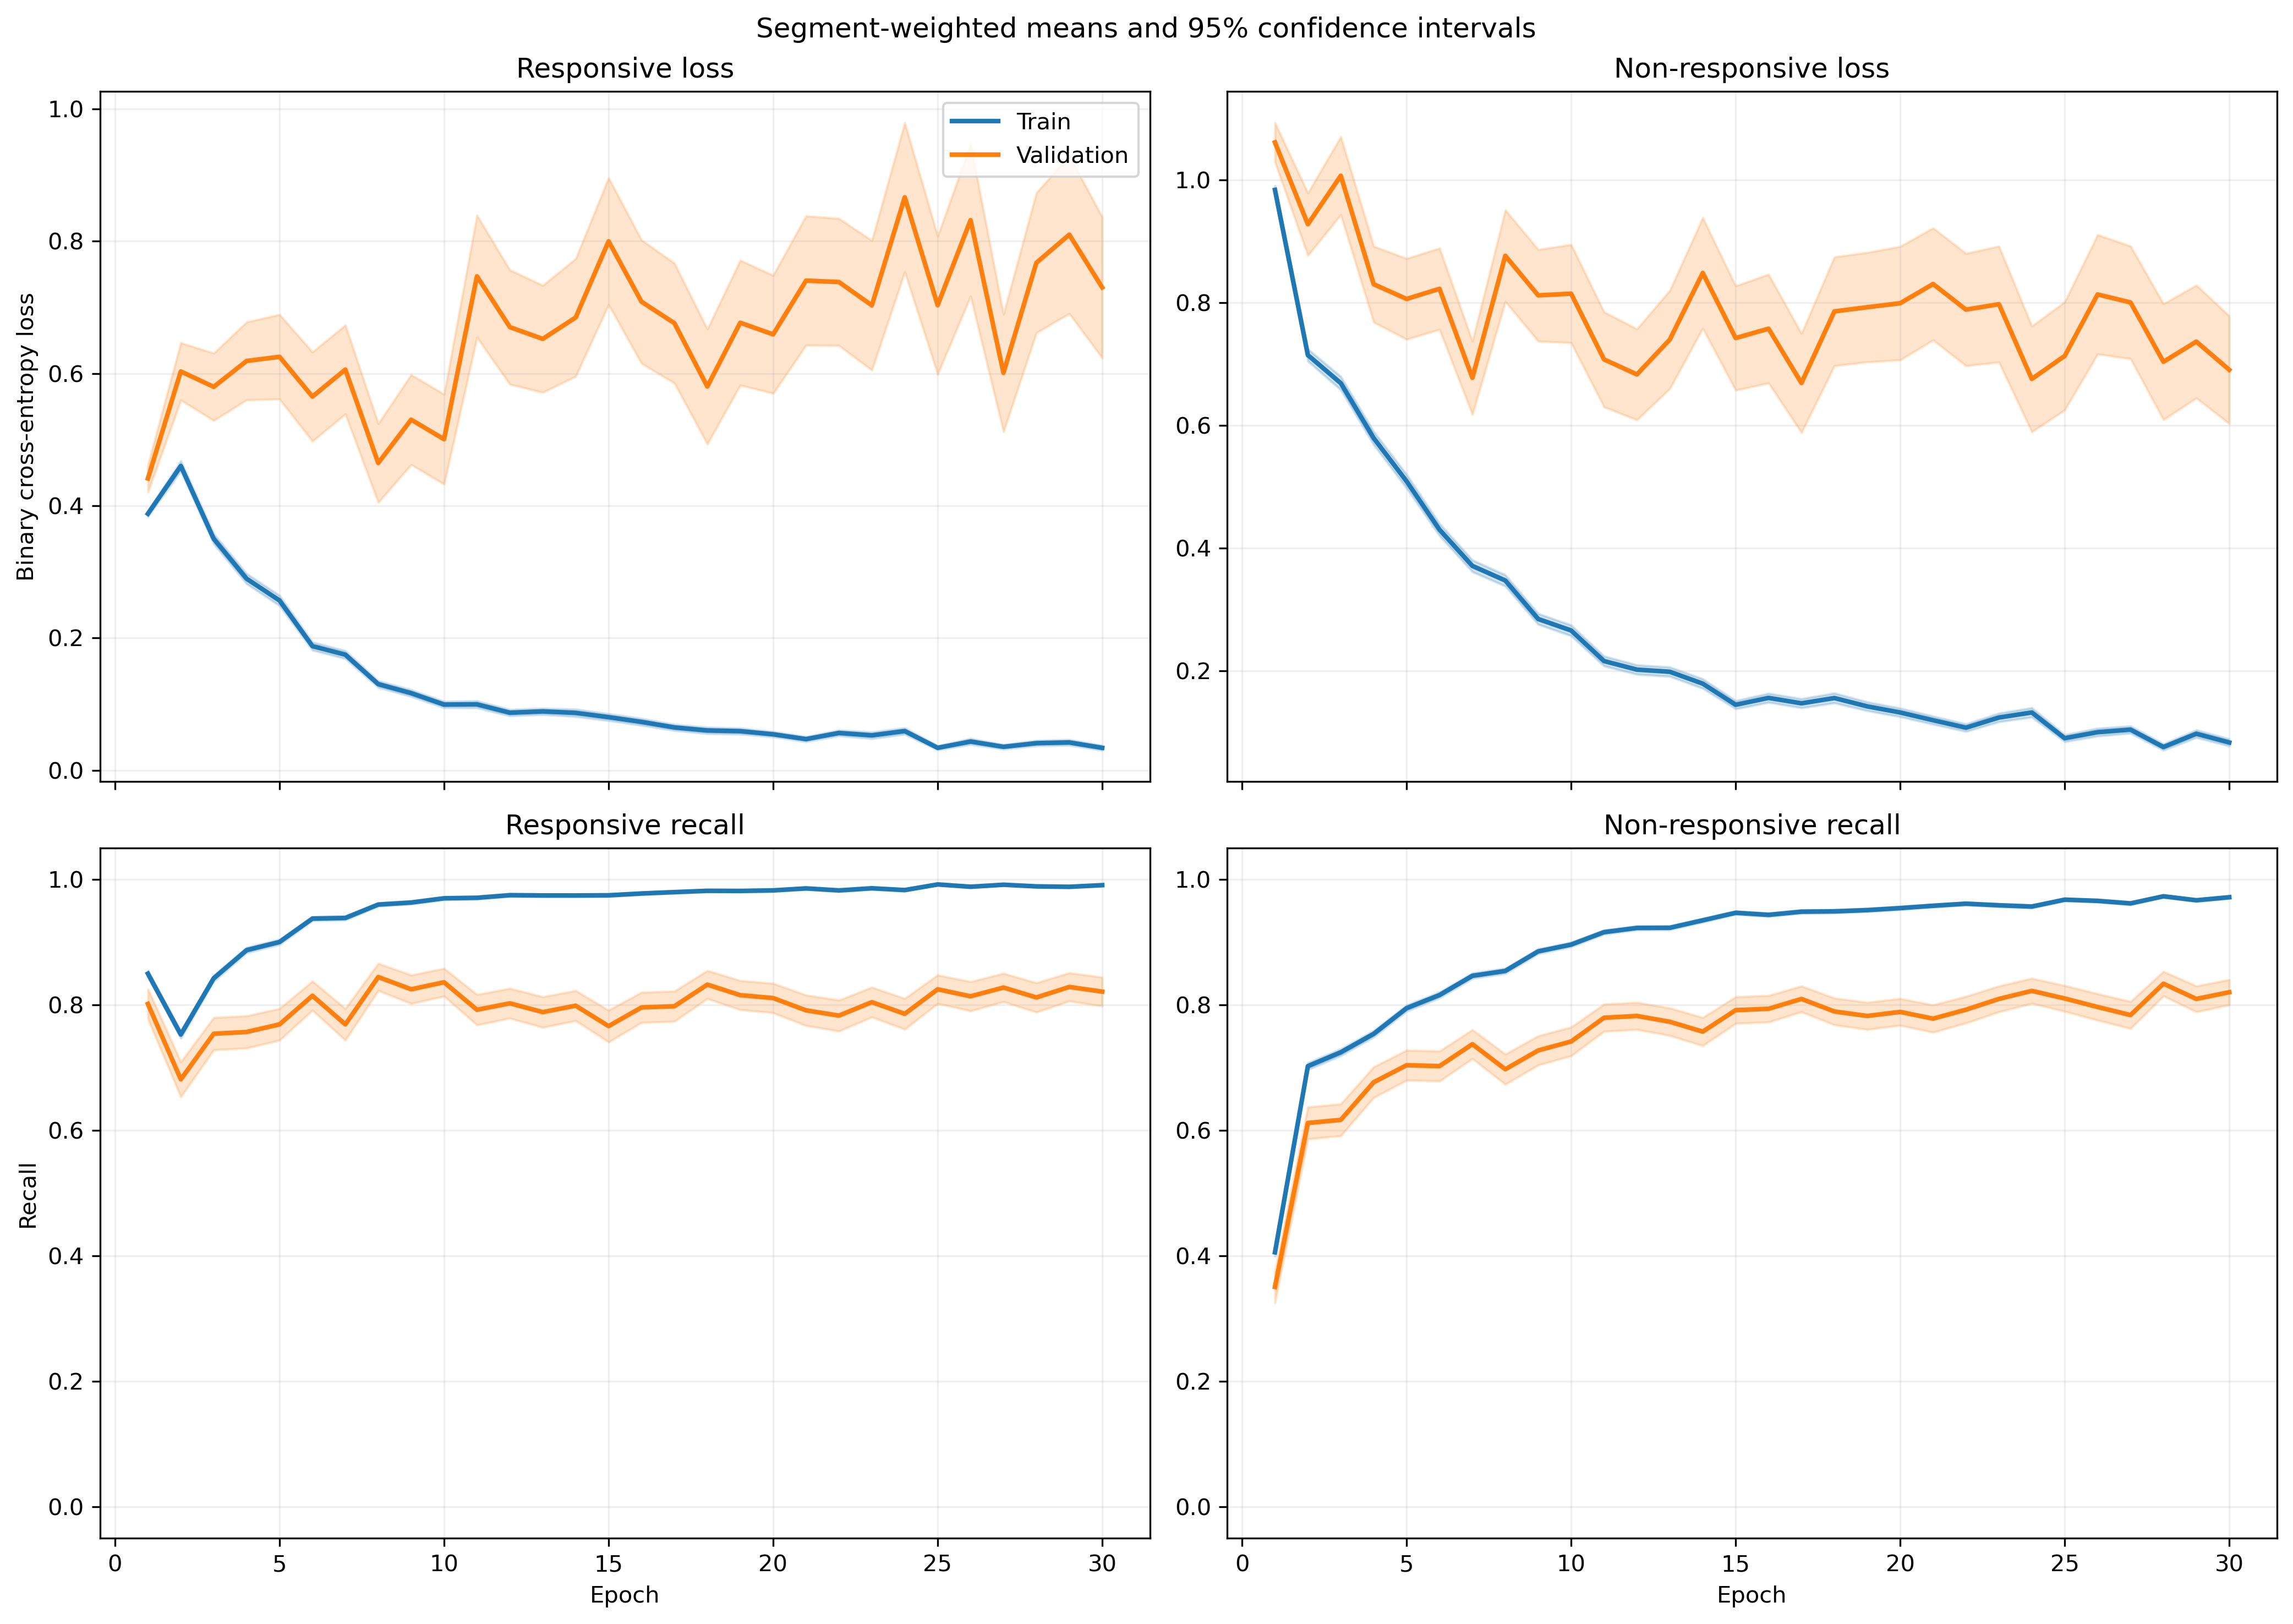 Segment-weighted means and 95% confidence intervals
Responsive loss
Train
Validation
Binary cross-entropy loss
1.0
0.8
0.6
0.4
0.2
0.0
Non-responsive loss
1.0
0.8
0.6
0.4
0.2
Responsive recall
Recall
1.0
0.8
0.6
0.4
0.2
0.0
0 5 10 15 20 25 30
Epoch
Non-responsive recall
1.0
0.8
0.6
0.4
0.2
0.0
0 5 10 15 20 25 30
Epoch